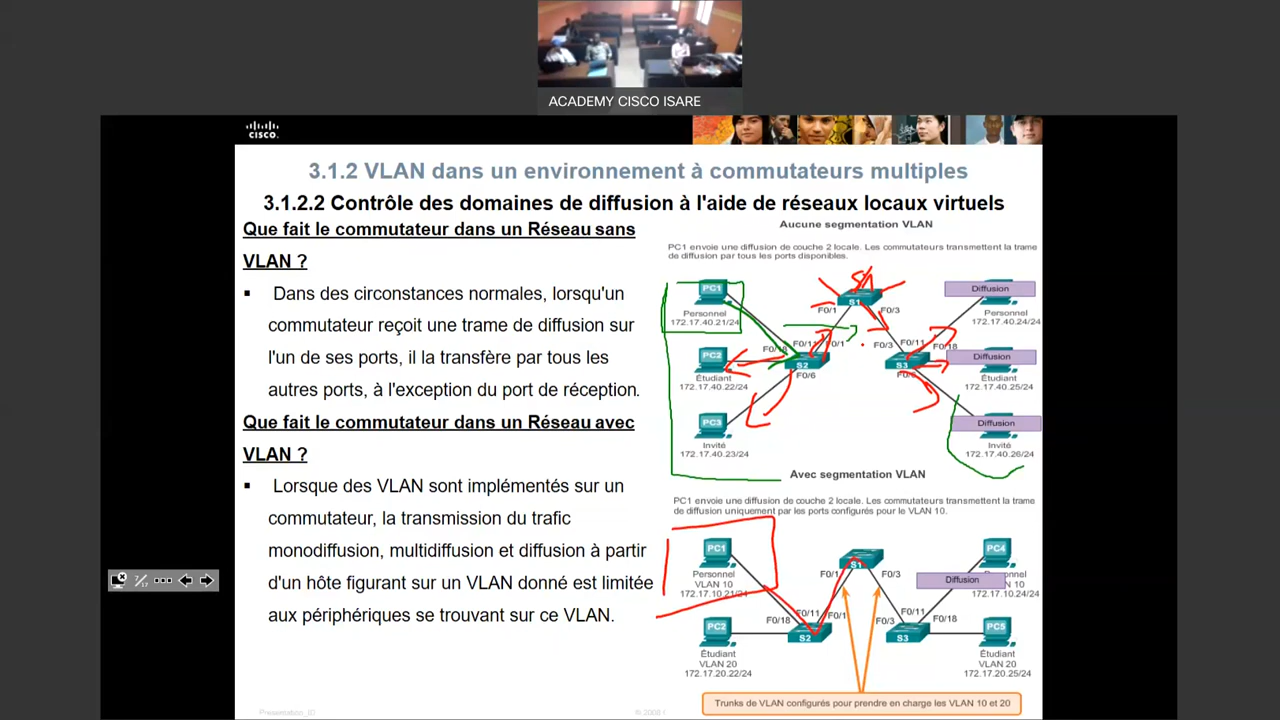 ACADEMY CISCO ISARE
CISCO
3.1.2 VLAN dans un environnement à commutateurs multiples
3.1.2.2 Contrôle des domaines de diffusion à l'aide de réseaux locaux virtuels
Que fait le commutateur dans un Réseau sans
VLAN ?
▪ Dans des circonstances normales, lorsqu'un
commutateur reçoit une trame de diffusion sur
l'un de ses ports, il la transfère par tous les
autres ports, à l'exception du port de réception.
Que fait le commutateur dans un Réseau avec
VLAN ?
▪ Lorsque des VLAN sont implémentés sur un
commutateur, la transmission du trafic
monodiffusion, multidiffusion et diffusion à partir
d'un hôte figurant sur un VLAN donné est limitée
aux périphériques se trouvant sur ce VLAN.
Aucune segmentation VLAN
PC1 envoie une diffusion de couche 2 locale. Les commutateurs transmettent la trame
de diffusion par tous les ports disponibles.
PC1
Personnel
172.17.40.21/24
S1
S1
F0/1
F0/3
Diffusion
Personnel
172.17.40.24/24
PC2
Étudiant
172.17.40.22/24
F0/18
F0/11
F0/1
S2
F0/6
F0/3
F0/11
F0/18
S3
Diffusion
Étudiant
172.17.40.25/24
PC3
Invité
172.17.40.23/24
Diffusion
Invité
172.17.40.26/24
Avec segmentation VLAN
PC1 envoie une diffusion de couche 2 locale. Les commutateurs transmettent la trame
de diffusion uniquement par les ports configurés pour le VLAN 10.
PC1
Personnel
VLAN 10
172.17.10.21/24
S1
F0/1
F0/3
PC4
Diffusion
nnel
10
172.17.10.24/24
F0/18
F0/11
F0/1
F0/3
F0/11
F0/18
PC2
S2
S3
PC5
Étudiant
VLAN 20
172.17.20.22/24
Étudiant
VLAN 20
172.17.20.25/24
Trunks de VLAN configurés pour prendre en charge les VLAN 10 et 20
© 2008